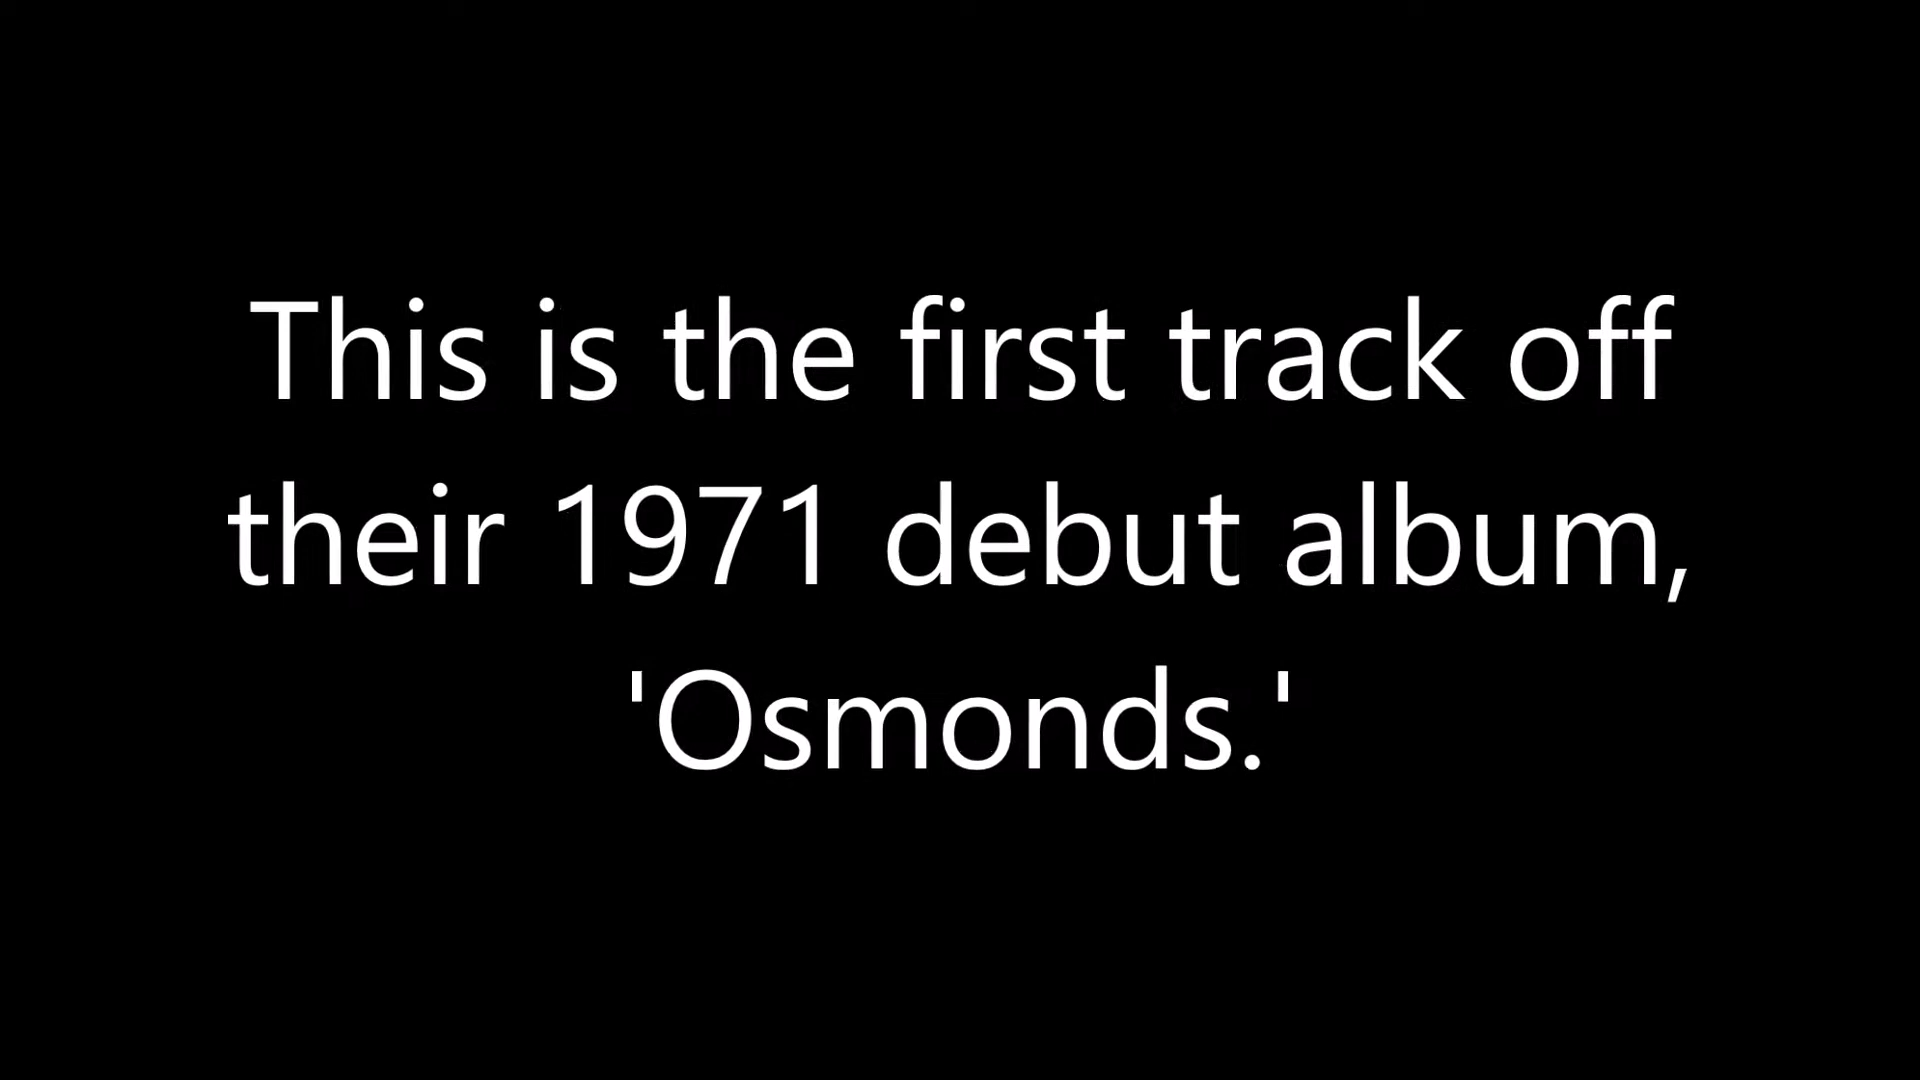 This is the first track off
their 1971 debut album,
'Osmonds.'